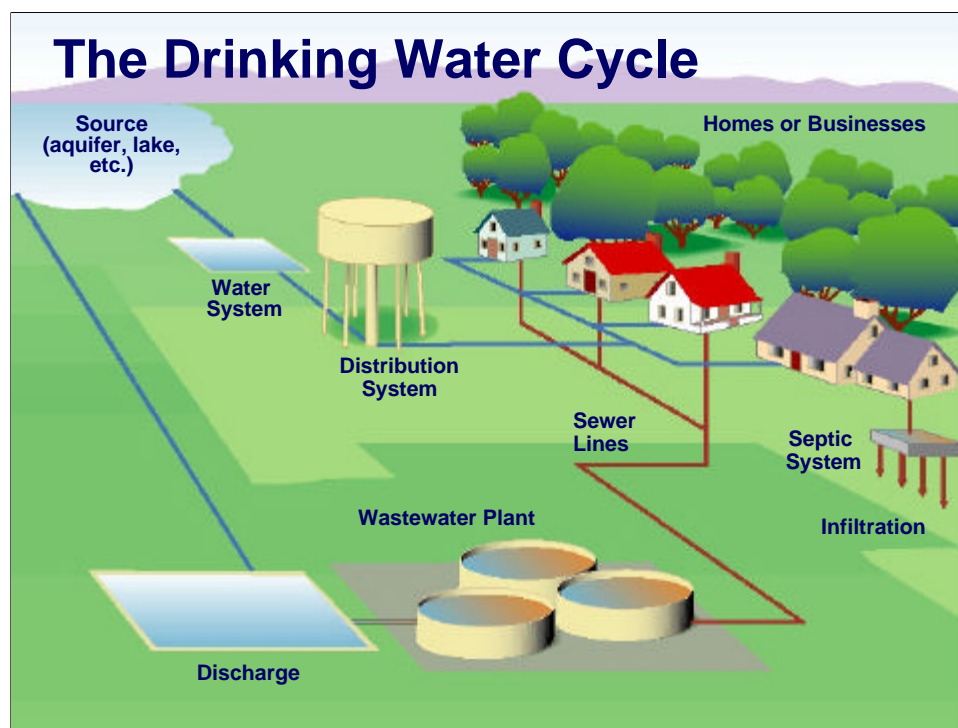 The Drinking Water Cycle
Source
(aquifer, lake,
etc.)
Homes or Businesses
Water
System
Distribution
System
Sewer
Lines
Septic
System
Wastewater Plant
Infiltration
Discharge